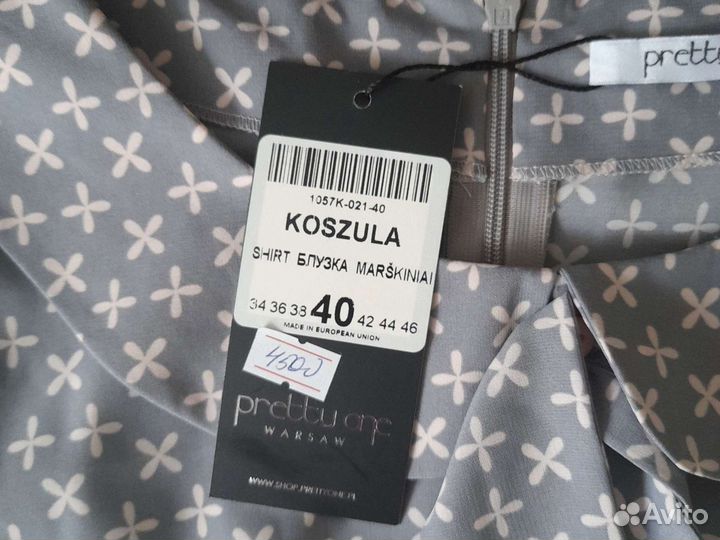 prett
1057K-021-40
KOSZULA
SHIRT БЛУЗКА MARŠKINIAI
34 36 38 40 42 44 46
MADE IN EUROPEAN UNION
4500
pretty one
WARSAW
WWW.SHOP.PRETTYONE.PL
Avito